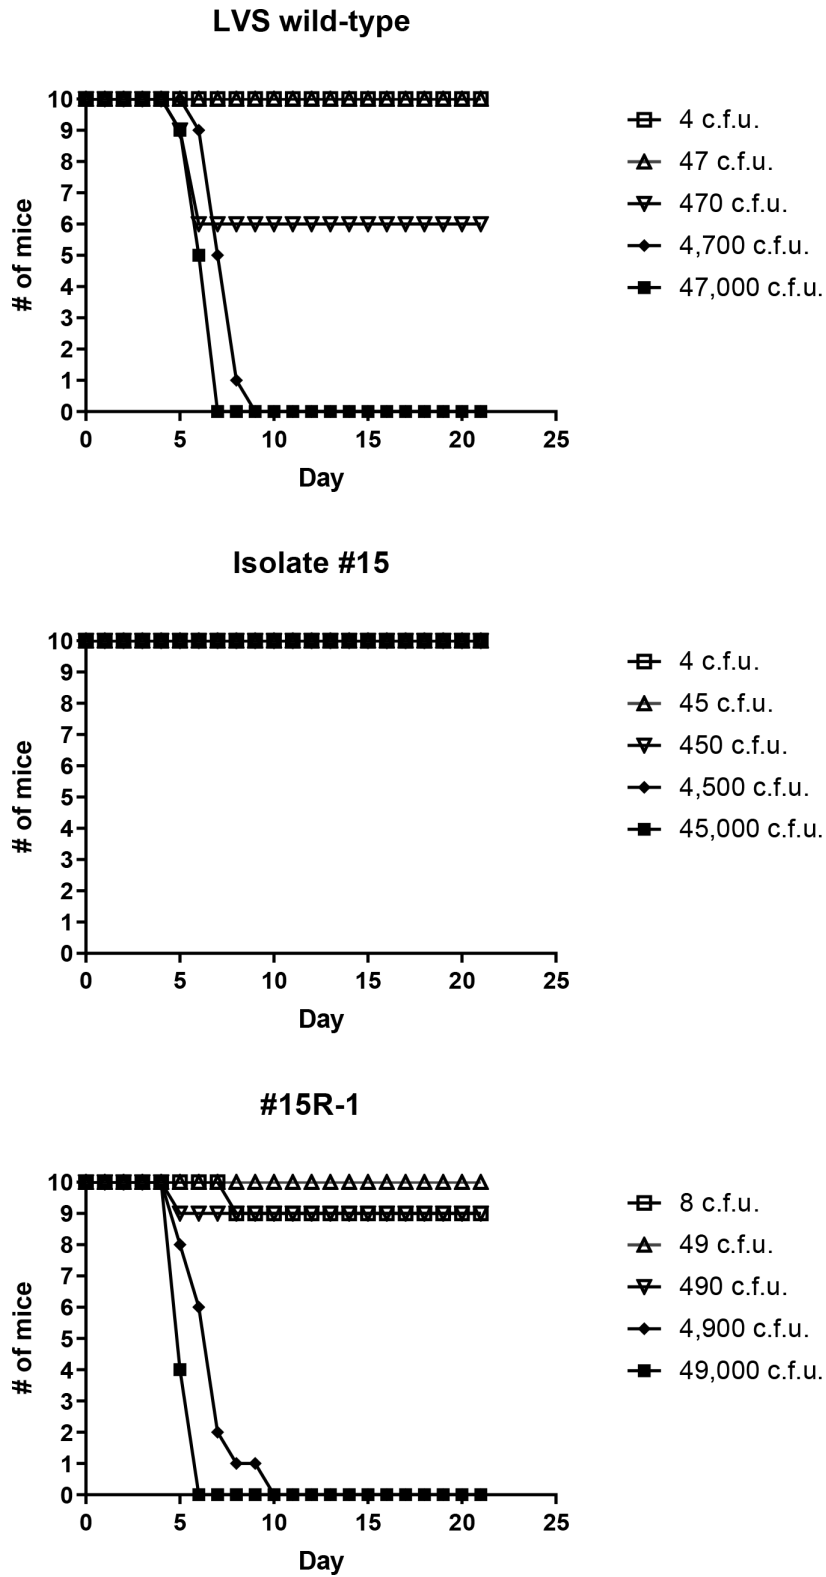 LVS wild-type
10
9
8
7
6
5
4
3
2
1
0
# of mice
0 5 10 15 20 25
Day
4 c.f.u.
47 c.f.u.
470 c.f.u.
4,700 c.f.u.
47,000 c.f.u.
Isolate #15
10
9
8
7
6
5
4
3
2
1
0
# of mice
0 5 10 15 20 25
Day
4 c.f.u.
45 c.f.u.
450 c.f.u.
4,500 c.f.u.
45,000 c.f.u.
#15R-1
10
9
8
7
6
5
4
3
2
1
0
# of mice
0 5 10 15 20 25
Day
8 c.f.u.
49 c.f.u.
490 c.f.u.
4,900 c.f.u.
49,000 c.f.u.